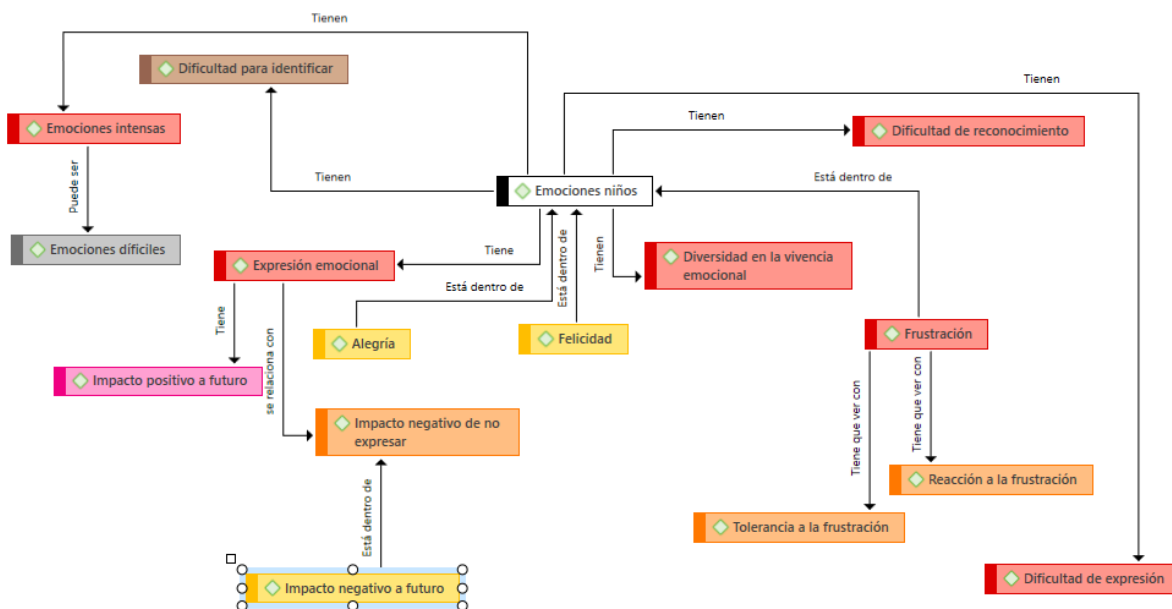 Tienen
Dificultad para identificar
Tienen
Emociones intensas
Tienen
Dificultad de reconocimiento
Puede ser
Tienen
Emociones niños
Está dentro de
Emociones díficiles
Expresión emocional
Tiene
Está dentro de
Tienen
Diversidad en la vivencia
emocional
Está dentro de
Tiene
Alegría
Felicidad
Frustración
Impacto positivo a futuro
se relaciona con
Impacto negativo de no
expresar
Tiene que ver con
Tiene que ver con
Reacción a la frustración
Está dentro de
Tolerancia a la frustración
Impacto negativo a futuro
Dificultad de expresión